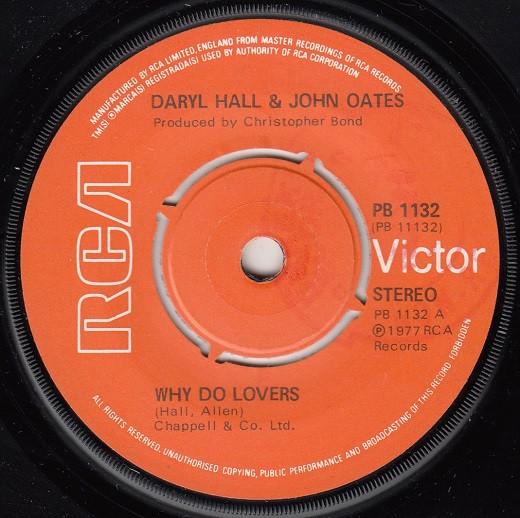 MANUFACTURED BY RCA LIMITED, ENGLAND FROM MASTER RECORDINGS OF RCA RECORDS
TM(S) ® MARCA(S) REGISTRADA(S) USED BY AUTHORITY OF RCA CORPORATION
DARYL HALL & JOHN OATES
Produced by Christopher Bond
RCA
PB 1132
(PB 11132)
Victor
STEREO
PB 1132 A
℗ 1977 RCA
Records
WHY DO LOVERS
(Hall, Allen)
Chappell & Co. Ltd.
ALL RIGHTS RESERVED. UNAUTHORISED COPYING, PUBLIC PERFORMANCE AND BROADCASTING OF THIS RECORD FORBIDDEN